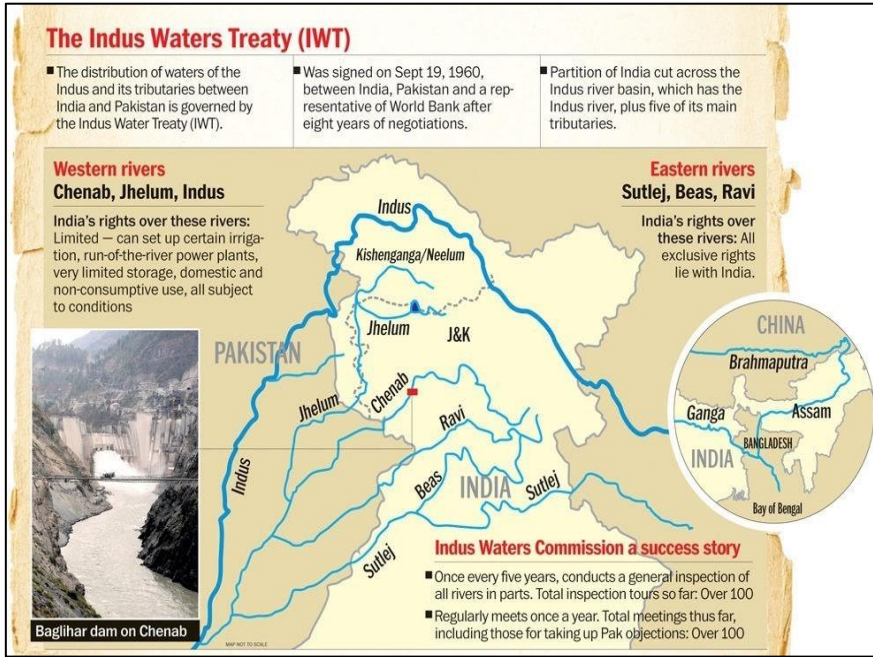 The Indus Waters Treaty (IWT)
■ The distribution of waters of the
Indus and its tributaries between
India and Pakistan is governed by
the Indus Water Treaty (IWT).
■ Was signed on Sept 19, 1960,
between India, Pakistan and a rep-
resentative of World Bank after
eight years of negotiations.
■ Partition of India cut across the
Indus river basin, which has the
Indus river, plus five of its main
tributaries.
Western rivers
Chenab, Jhelum, Indus
India's rights over these rivers:
Limited — can set up certain irriga-
tion, run-of-the-river power plants,
very limited storage, domestic and
non-consumptive use, all subject
to conditions
Eastern rivers
Sutlej, Beas, Ravi
India's rights over
these rivers: All
exclusive rights
lie with India.
Indus
Kishenganga/Neelum
Jhelum
J&K
PAKISTAN
Chenab
Jhelum
Ravi
Indus
Beas
INDIA
Sutlej
Sutlej
CHINA
Brahmaputra
Ganga
Assam
BANGLADESH
INDIA
Bay of Bengal
Indus Waters Commission a success story
■ Once every five years, conducts a general inspection of
all rivers in parts. Total inspection tours so far: Over 100
■ Regularly meets once a year. Total meetings thus far,
including those for taking up Pak objections: Over 100
Baglihar dam on Chenab
MAP NOT TO SCALE